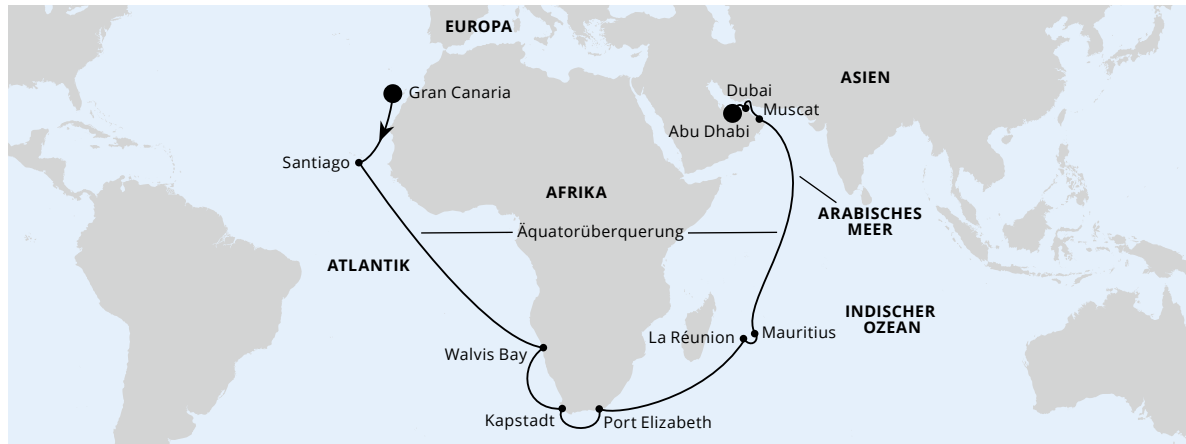 EUROPA
ASIEN
Gran Canaria
Dubai
Muscat
Abu Dhabi
Santiago
AFRIKA
ARABISCHES
MEER
Äquatorüberquerung
ATLANTIK
INDISCHER
OZEAN
La Réunion
Mauritius
Walvis Bay
Kapstadt
Port Elizabeth